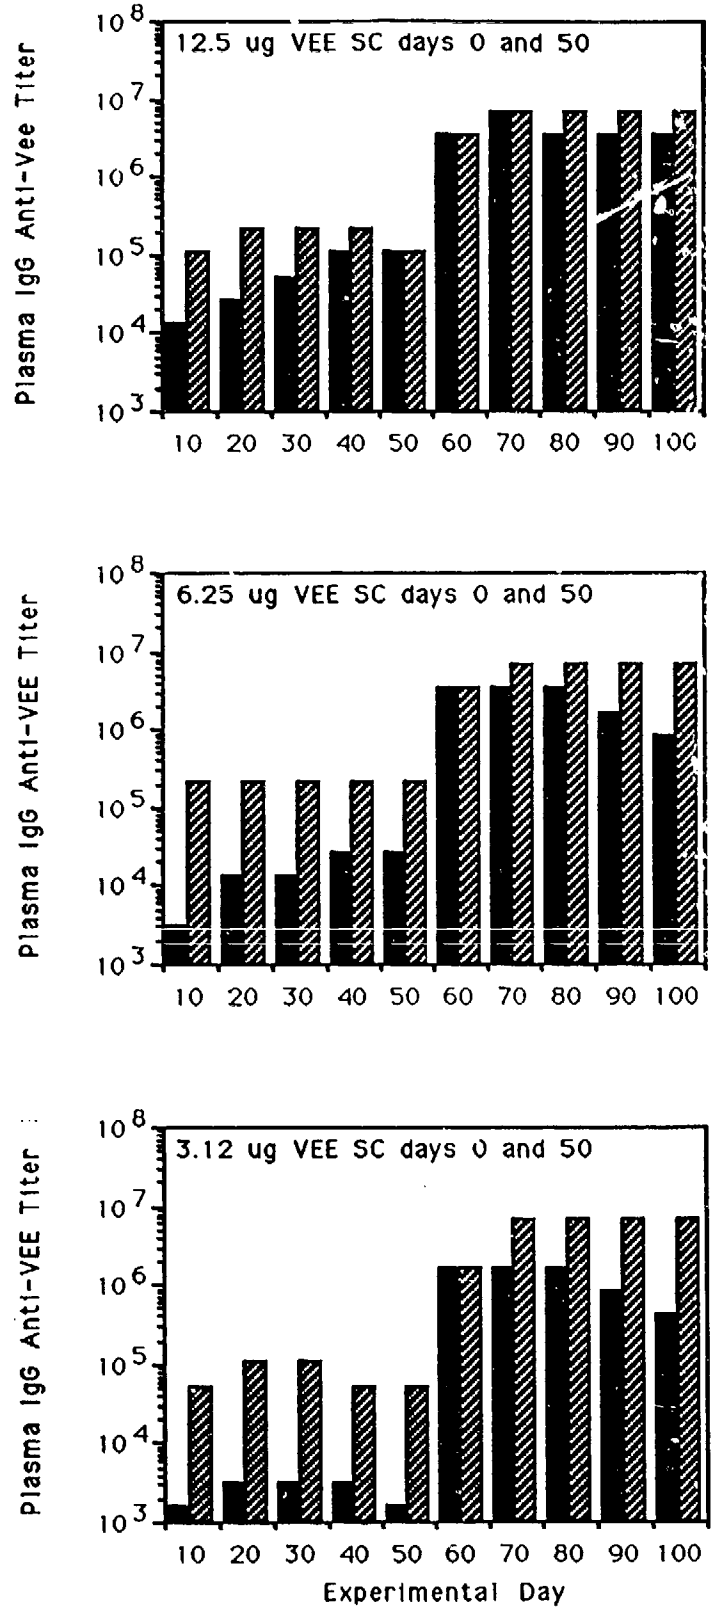 12.5 ug VEE SC days 0 and 50
Plasma IgG Anti-Vee Titer
10^8
10^7
10^6
10^5
10^4
10^3
10 20 30 40 50 60 70 80 90 100
6.25 ug VEE SC days 0 and 50
Plasma IgG Anti-VEE Titer
10^8
10^7
10^6
10^5
10^4
10^3
10 20 30 40 50 60 70 80 90 100
3.12 ug VEE SC days 0 and 50
Plasma IgG Anti-VEE Titer
10^8
10^7
10^6
10^5
10^4
10^3
10 20 30 40 50 60 70 80 90 100
Experimental Day